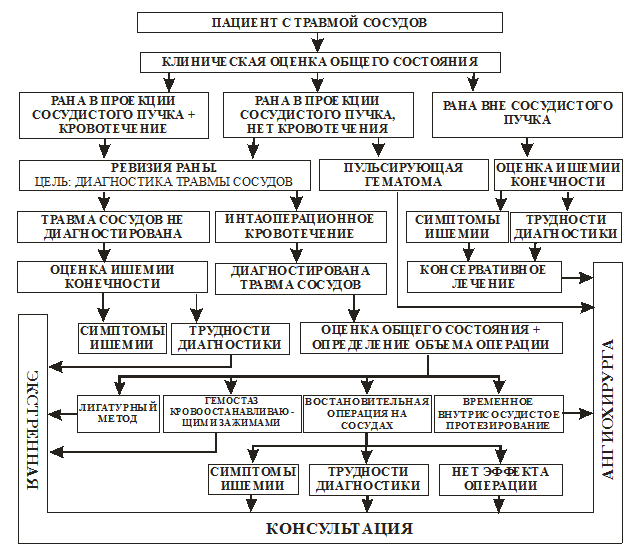 ПАЦИЕНТ С ТРАВМОЙ СОСУДОВ
КЛИНИЧЕСКАЯ ОЦЕНКА ОБЩЕГО СОСТОЯНИЯ
РАНА В ПРОЕКЦИИ
СОСУДИСТОГО ПУЧКА +
КРОВОТЕЧЕНИЕ
РАНА В ПРОЕКЦИИ
СОСУДИСТОГО ПУЧКА,
НЕТ КРОВОТЕЧЕНИЯ
РАНА ВНЕ СОСУДИСТОГО
ПУЧКА
РЕВИЗИЯ РАНЫ.
ЦЕЛЬ: ДИАГНОСТИКА ТРАВМЫ СОСУДОВ
ПУЛЬСИРУЮЩАЯ
ГЕМАТОМА
ОЦЕНКА ИШЕМИИ
КОНЕЧНОСТИ
ТРАВМА СОСУДОВ НЕ
ДИАГНОСТИРОВАНА
ИНТАОПЕРАЦИОННОЕ
КРОВОТЕЧЕНИЕ
СИМПТОМЫ
ИШЕМИИ
ТРУДНОСТИ
ДИАГНОСТИКИ
ОЦЕНКА ИШЕМИИ
КОНЕЧНОСТИ
ДИАГНОСТИРОВАНА
ТРАВМА СОСУДОВ
КОНСЕРВАТИВНОЕ
ЛЕЧЕНИЕ
СИМПТОМЫ
ИШЕМИИ
ТРУДНОСТИ
ДИАГНОСТИКИ
ОЦЕНКА ОБЩЕГО СОСТОЯНИЯ +
ОПРЕДЕЛЕНИЕ ОБЪЕМА ОПЕРАЦИИ
ЛИГАТУРНЫЙ
МЕТОД
ГЕМОСТАЗ
КРОВООСТАНАВЛИВАЮ -
ЩИМИ ЗАЖИМАМИ
ВОСТАНОВИТЕЛЬНАЯ
ОПЕРАЦИЯ НА
СОСУДАХ
ВРЕМЕННОЕ
ВНУТРИСОСУДИСТОЕ
ПРОТЕЗИРОВАНИЕ
СИМПТОМЫ
ИШЕМИИ
ТРУДНОСТИ
ДИАГНОСТИКИ
НЕТ ЭФФЕКТА
ОПЕРАЦИИ
ЭКСТРЕННАЯ
КОНСУЛЬТАЦИЯ
АНГИОХИРУРГА